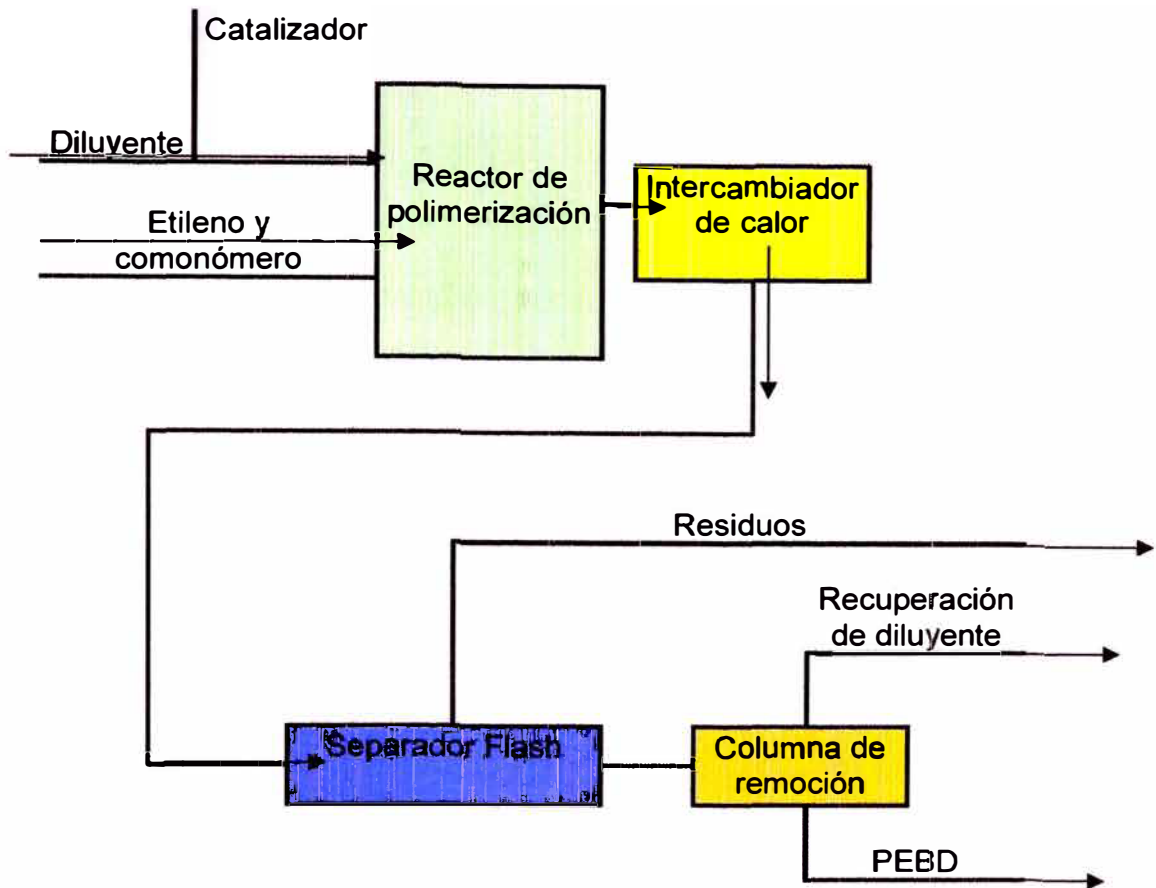 Catalizador
Diluyente
Reactor de
polimerización
Intercambiador
de calor
Etileno y
comonómero
Residuos
Recuperación
de diluyente
Separador Flash
Columna de
remoción
PEBD